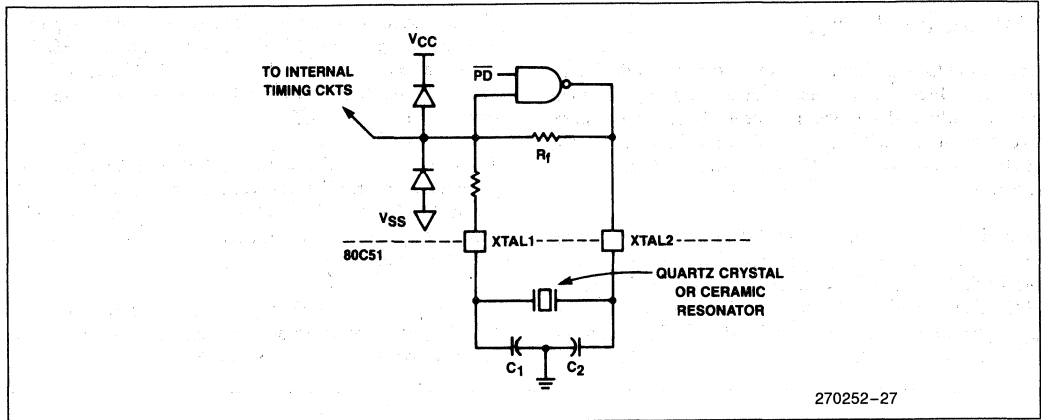 VCC
TO INTERNAL
TIMING CKTS
PD
Rf
VSS
80C51
XTAL1
XTAL2
QUARTZ CRYSTAL
OR CERAMIC
RESONATOR
C1
C2
270252-27